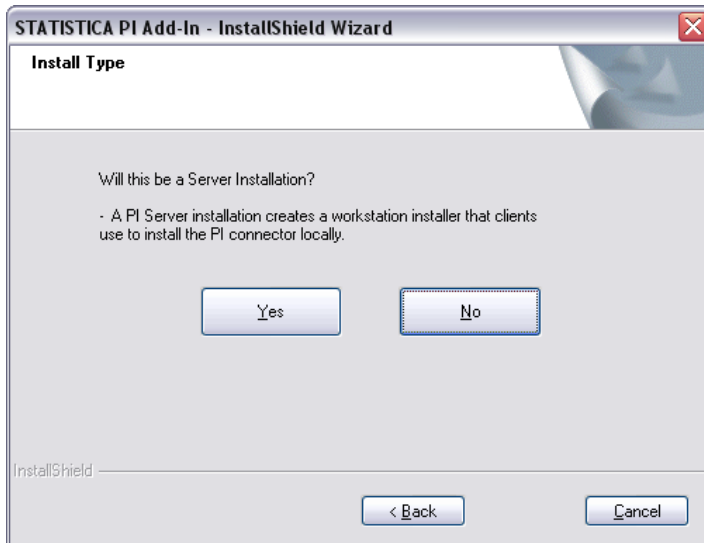 STATISTICA PI Add-In - InstallShield Wizard
Install Type
Will this be a Server Installation?
- A PI Server installation creates a workstation installer that clients
use to install the PI connector locally.
Yes
No
InstallShield
< Back
Cancel